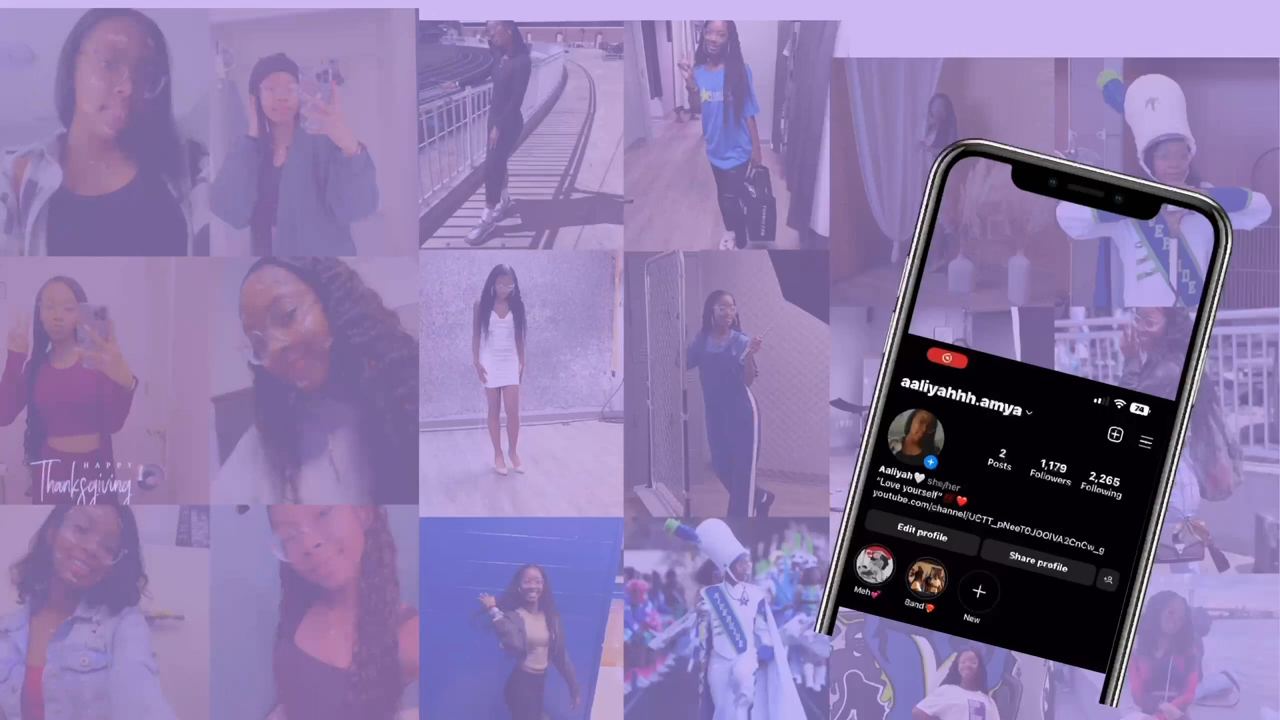 HAPPY
Thanksgiving
74
aaliyahhh.amya
2 1,179 2,265
Posts Followers Following
Aaliyah🤍 she/her
"Love yourself" 💯❤️
youtube.com/channel/UCTT_pNeeT0JOOIVA2CnCw_g
Edit profile Share profile
Meh💕 Band❤️ New